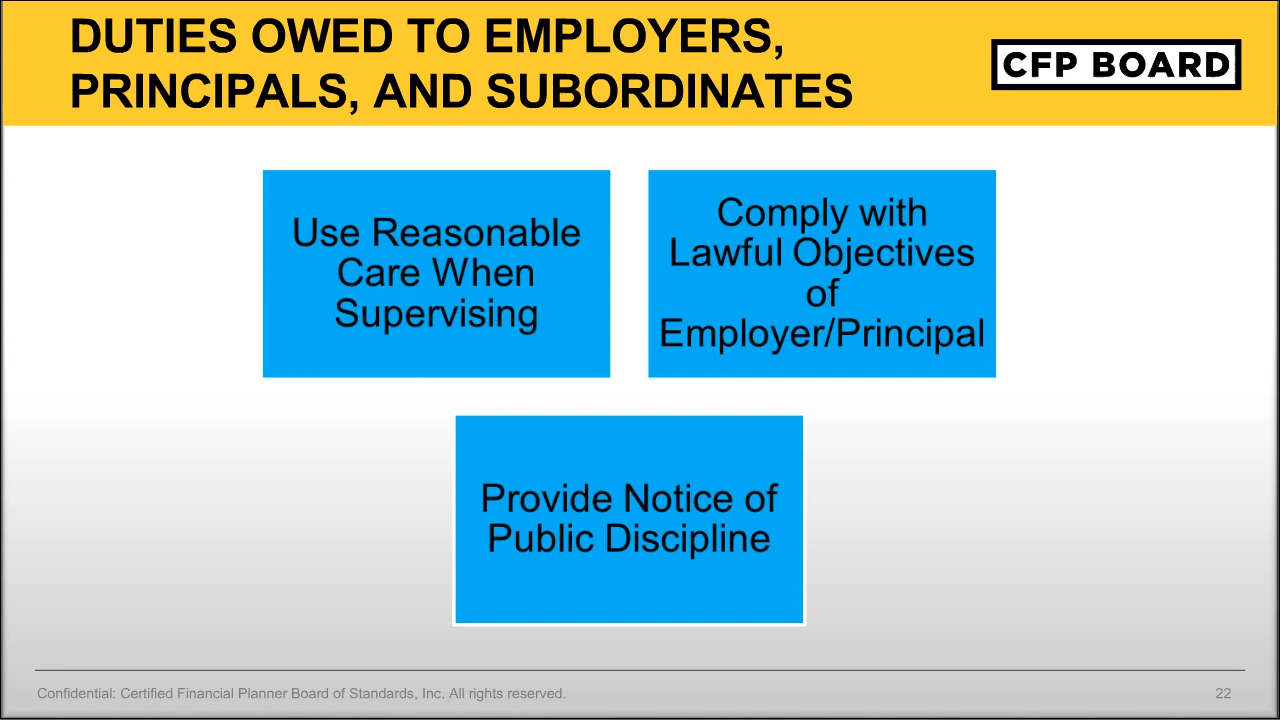 DUTIES OWED TO EMPLOYERS,
PRINCIPALS, AND SUBORDINATES
CFP BOARD
Use Reasonable
Care When
Supervising
Comply with
Lawful Objectives
of
Employer/Principal
Provide Notice of
Public Discipline
Confidential: Certified Financial Planner Board of Standards, Inc. All rights reserved.
22